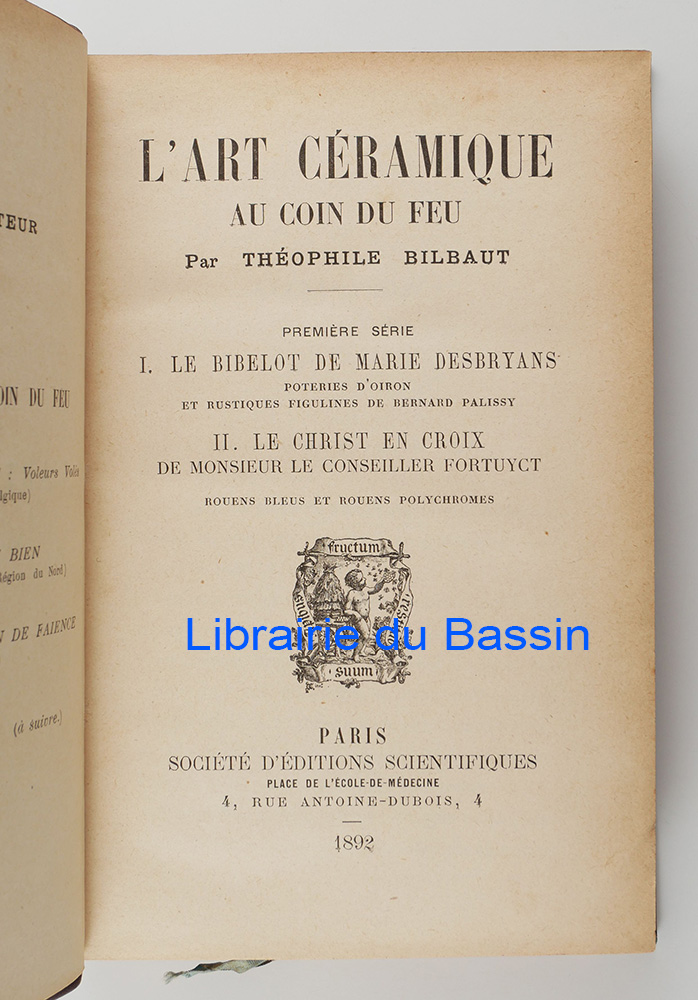 TEUR
OIN DU FEU
: Voleurs Volés
lgique)
BIEN
Région du Nord)
N DE FAIENCE
(à suivre.)
L'ART CÉRAMIQUE
AU COIN DU FEU
Par THÉOPHILE BILBAUT
PREMIÈRE SÉRIE
I. LE BIBELOT DE MARIE DESBRYANS
POTERIES D'OIRON
ET RUSTIQUES FIGULINES DE BERNARD PALISSY
II. LE CHRIST EN CROIX
DE MONSIEUR LE CONSEILLER FORTUYCT
ROUENS BLEUS ET ROUENS POLYCHROMES
fructum
Librairie du Bassin
suum
PARIS
SOCIÉTÉ D'ÉDITIONS SCIENTIFIQUES
PLACE DE L'ÉCOLE-DE-MÉDECINE
4, RUE ANTOINE-DUBOIS, 4
1892